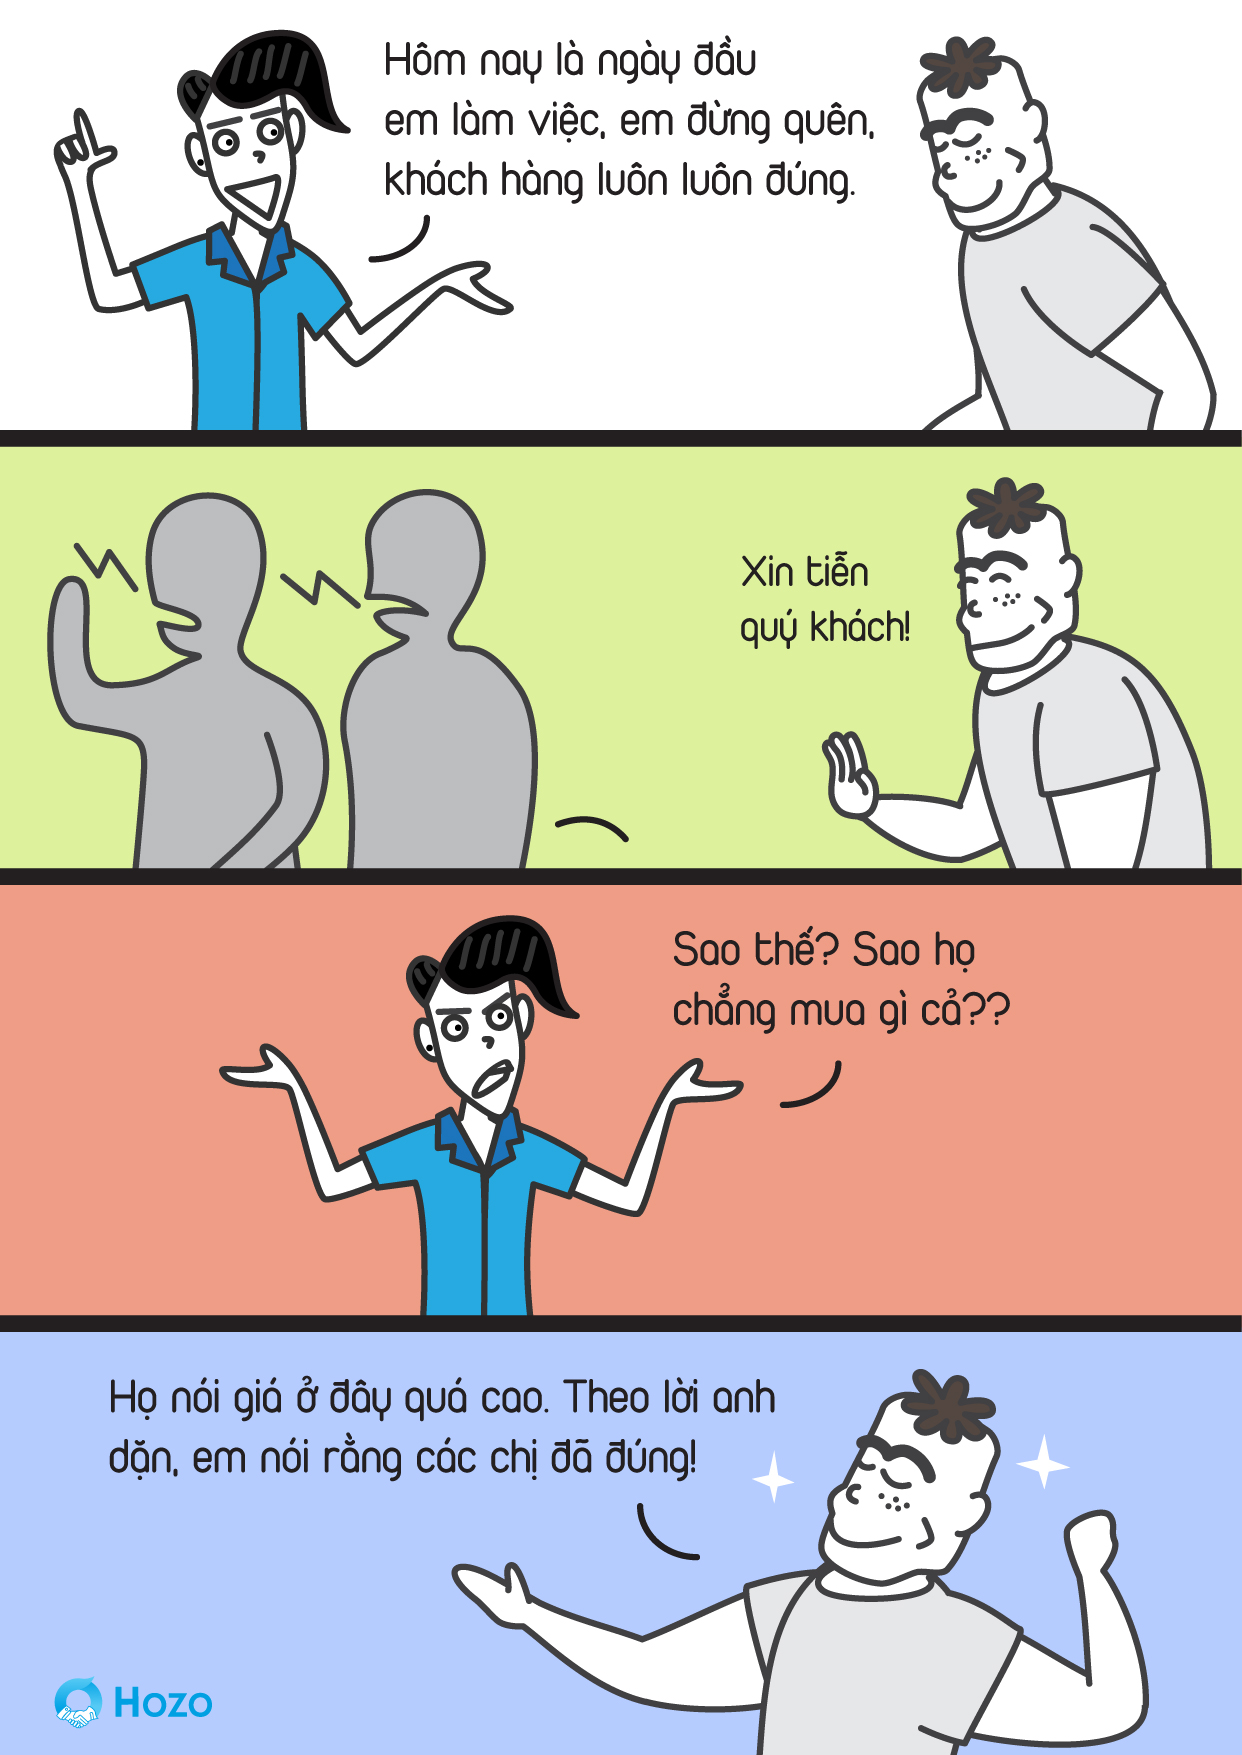 Hôm nay là ngày đầu
em làm việc, em đừng quên,
khách hàng luôn luôn đúng.
Xin tiễn
quý khách!
Sao thế? Sao họ
chẳng mua gì cả??
Họ nói giá ở đây quá cao. Theo lời anh
dặn, em nói rằng các chị đã đúng!
Hozo